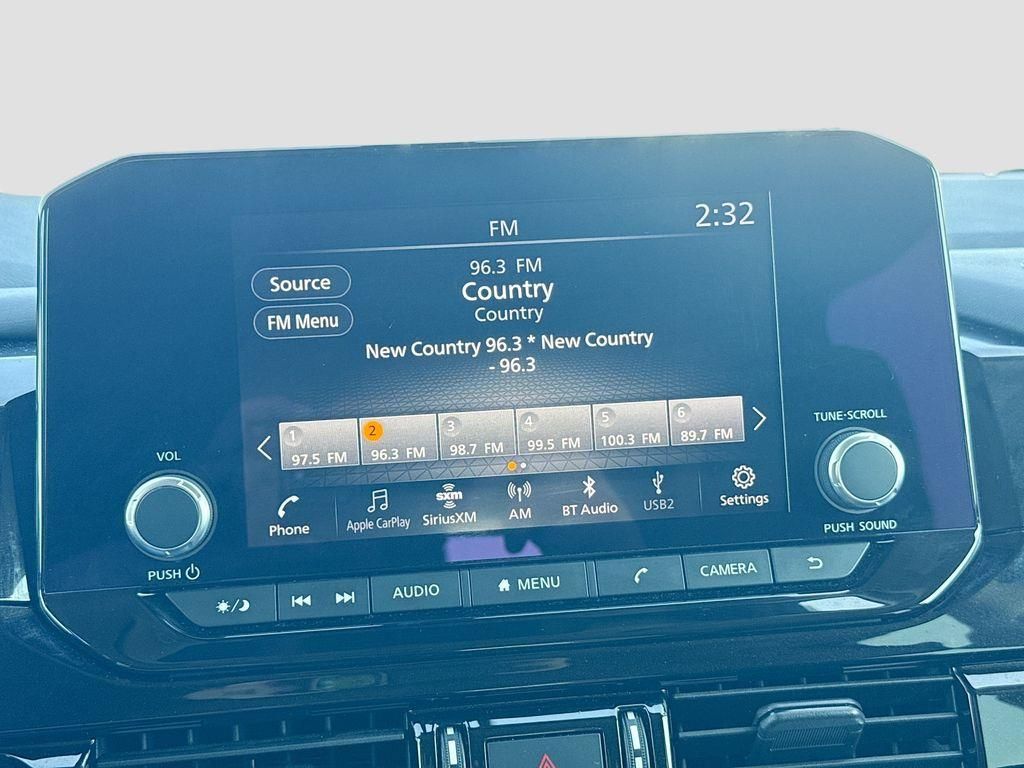 FM
2:32
96.3 FM
Source
Country
Country
FM Menu
New Country 96.3 * New Country
- 96.3
1
97.5 FM
2
96.3 FM
3
98.7 FM
4
99.5 FM
5
100.3 FM
6
89.7 FM
TUNE·SCROLL
VOL
Phone
Apple CarPlay
sxm
SiriusXM
AM
BT Audio
USB2
Settings
PUSH SOUND
PUSH
AUDIO
MENU
CAMERA